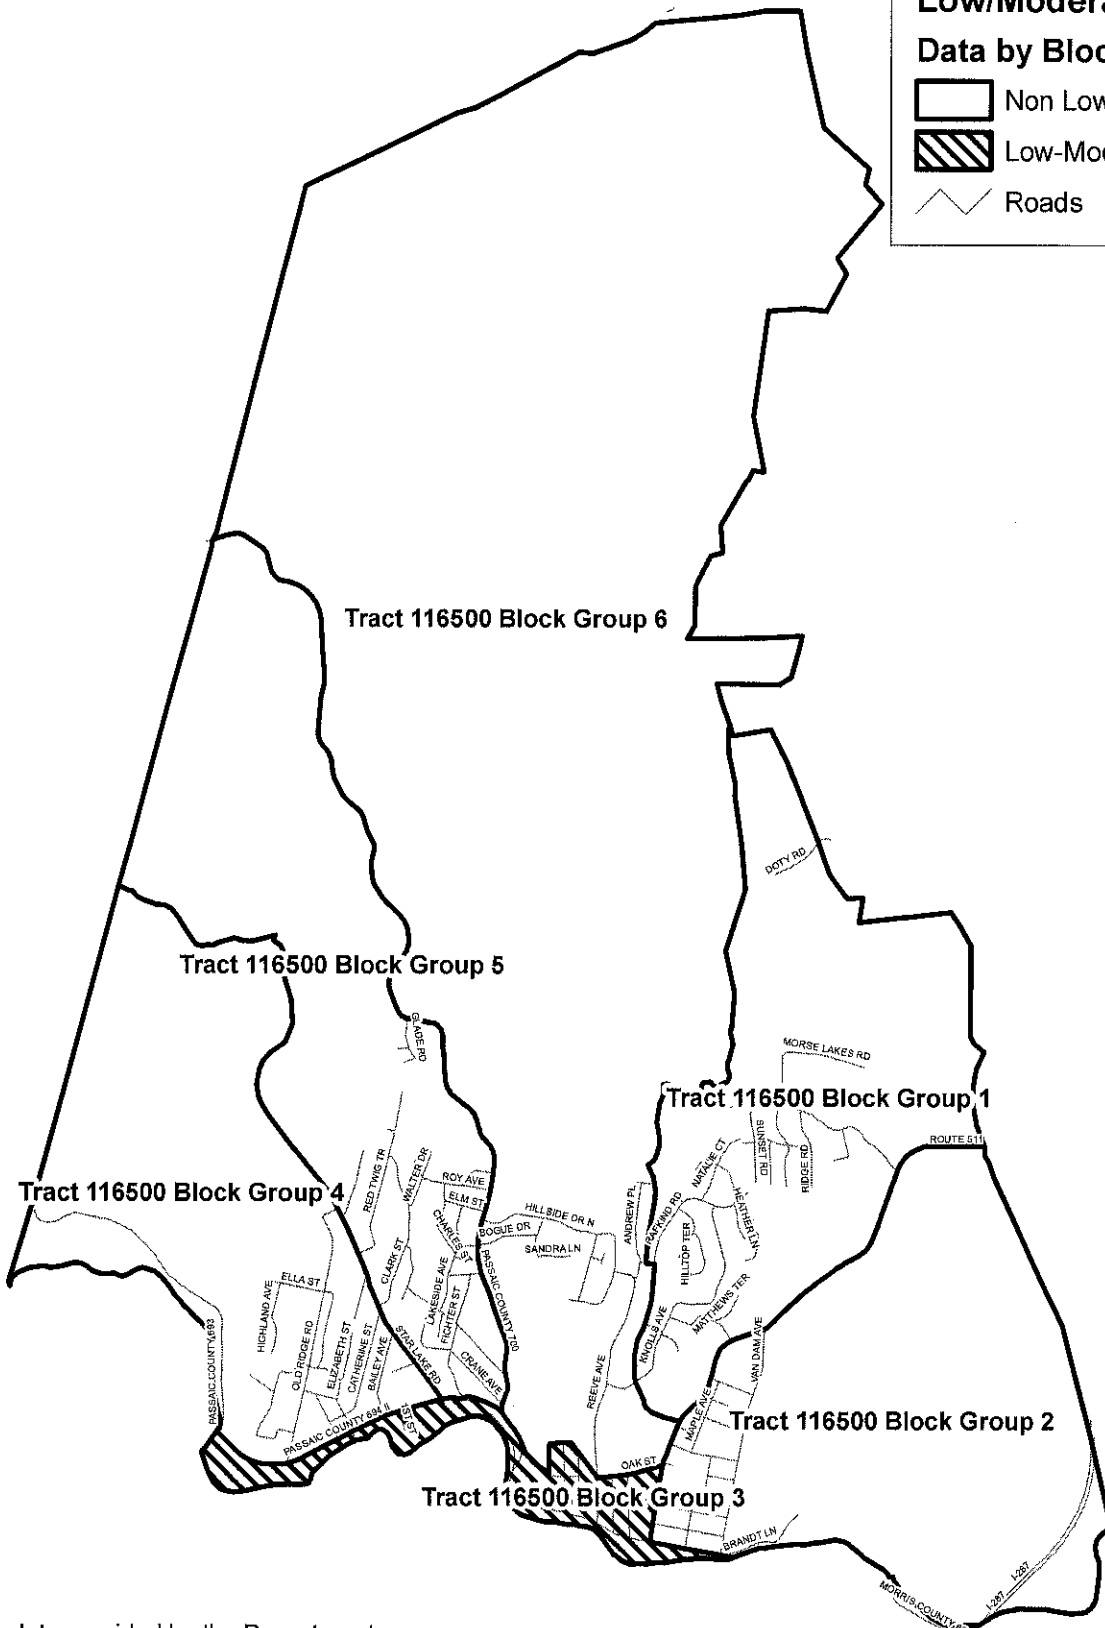 Low/Modera
Data by Bloc
Non Low
Low-Mod
Roads
Tract 116500 Block Group 6
DOTY RD
Tract 116500 Block Group 5
GLADE RD
MORSE LAKES RD
Tract 116500 Block Group 1
ROUTE 511
SUNSET RD
RIDGE RD
NATALIE CT
RED TWIG TR
WALTER DR
ROY AVE
ELM ST
Tract 116500 Block Group 4
HILLSIDE DR N
ANDREW PL
RAFKIND RD
HEATHER LN
CHARLES ST
BOGUE DR
SANDRA LN
HILLTOP TER
CLARK ST
PASSAIC COUNTY 700
ELLA ST
HIGHLAND AVE
LAKESIDE AVE
FIGHTER ST
MATTHEWS TER
KNOLLS AVE
PASSAIC COUNTY 693
OLD RIDGE RD
ELIZABETH ST
CATHERINE ST
BAILEY AVE
STAR LAKE RD
CRANE AVE
REEVE AVE
VAN DAM AVE
MAPLE AVE
1ST ST
Tract 116500 Block Group 2
PASSAIC COUNTY 694 II
OAK ST
Tract 116500 Block Group 3
BRANDT LN
I-287
I-287
MORRIS COUNTY